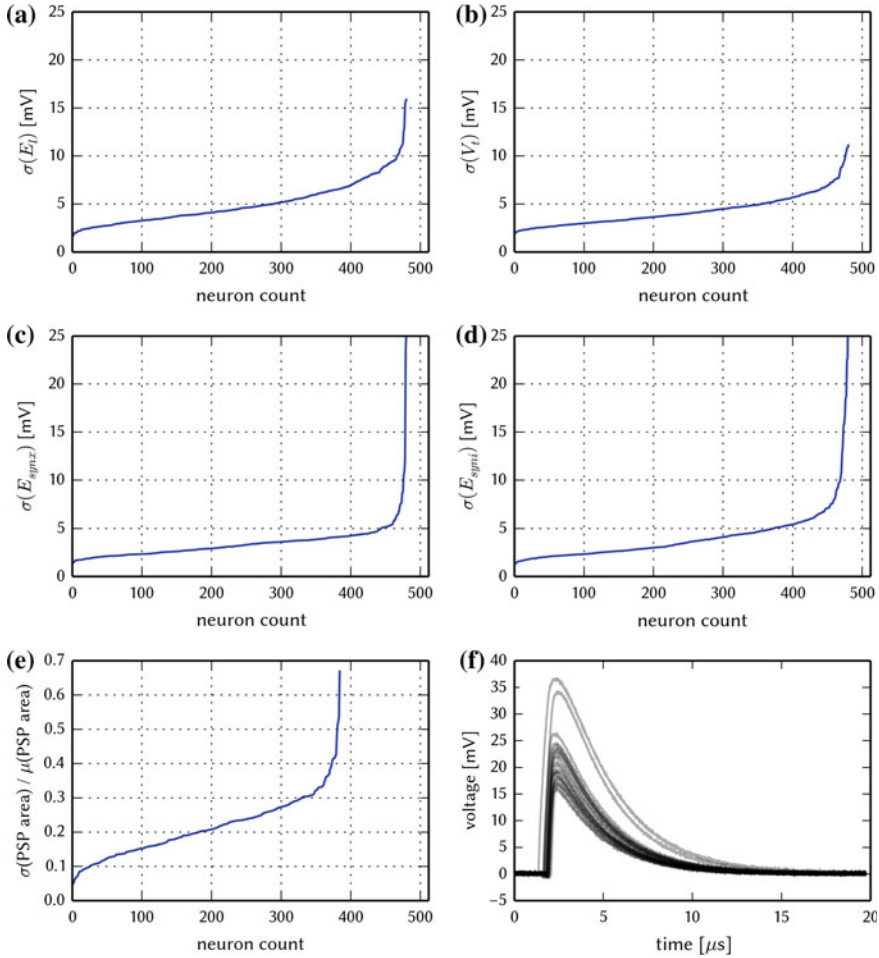 (a)
25
20
15
10
5
0
σ(E_l) [mV]
0 100 200 300 400 500
neuron count
(b)
25
20
15
10
5
0
σ(V_t) [mV]
0 100 200 300 400 500
neuron count
(c)
25
20
15
10
5
0
σ(E_synx) [mV]
0 100 200 300 400 500
neuron count
(d)
25
20
15
10
5
0
σ(E_syni) [mV]
0 100 200 300 400 500
neuron count
(e)
0.7
0.6
0.5
0.4
0.3
0.2
0.1
0.0
σ(PSP area) / μ(PSP area)
0 100 200 300 400 500
neuron count
(f)
40
35
30
25
20
15
10
5
0
−5
voltage [mV]
0 5 10 15 20
time [μs]